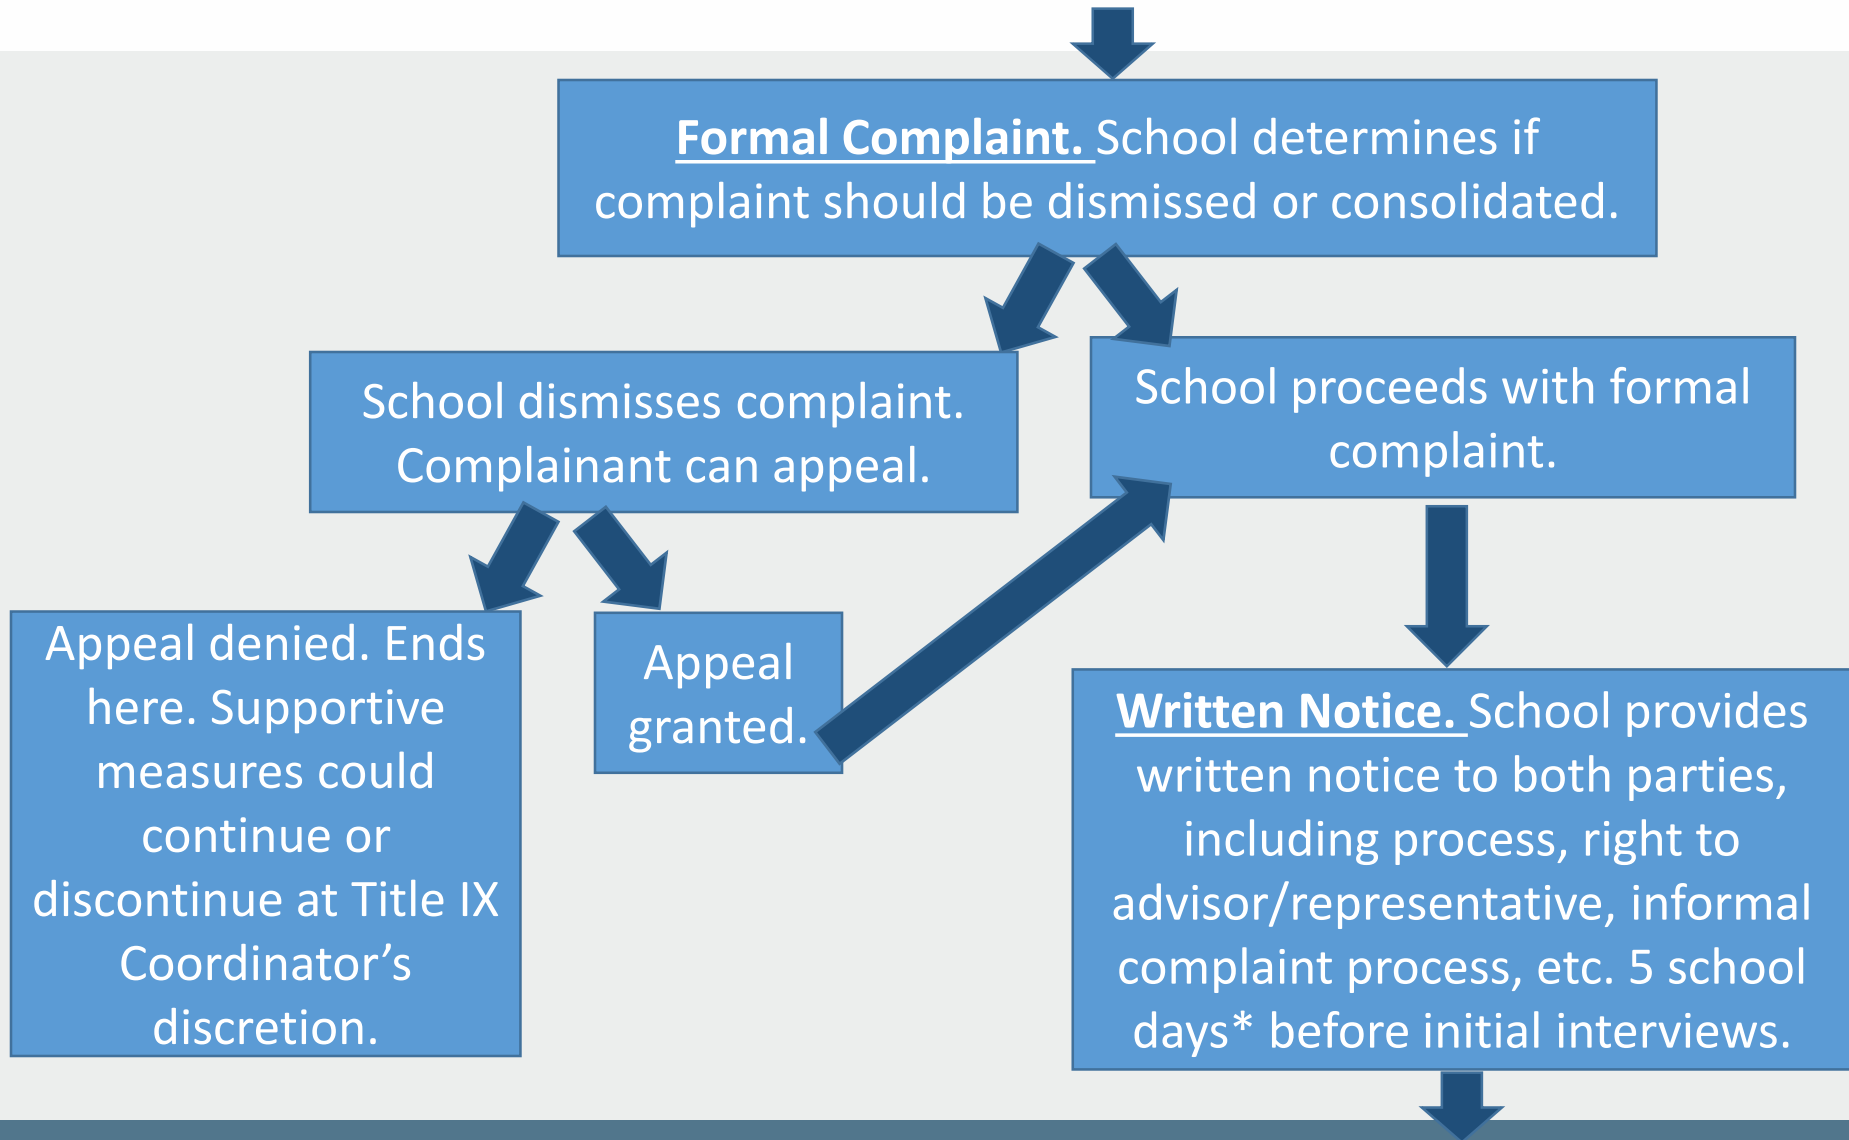 Formal Complaint. School determines if
complaint should be dismissed or consolidated.
School dismisses complaint.
Complainant can appeal.
School proceeds with formal
complaint.
Appeal denied. Ends
here. Supportive
measures could
continue or
discontinue at Title IX
Coordinator’s
discretion.
Appeal
granted.
Written Notice. School provides
written notice to both parties,
including process, right to
advisor/representative, informal
complaint process, etc. 5 school
days* before initial interviews.